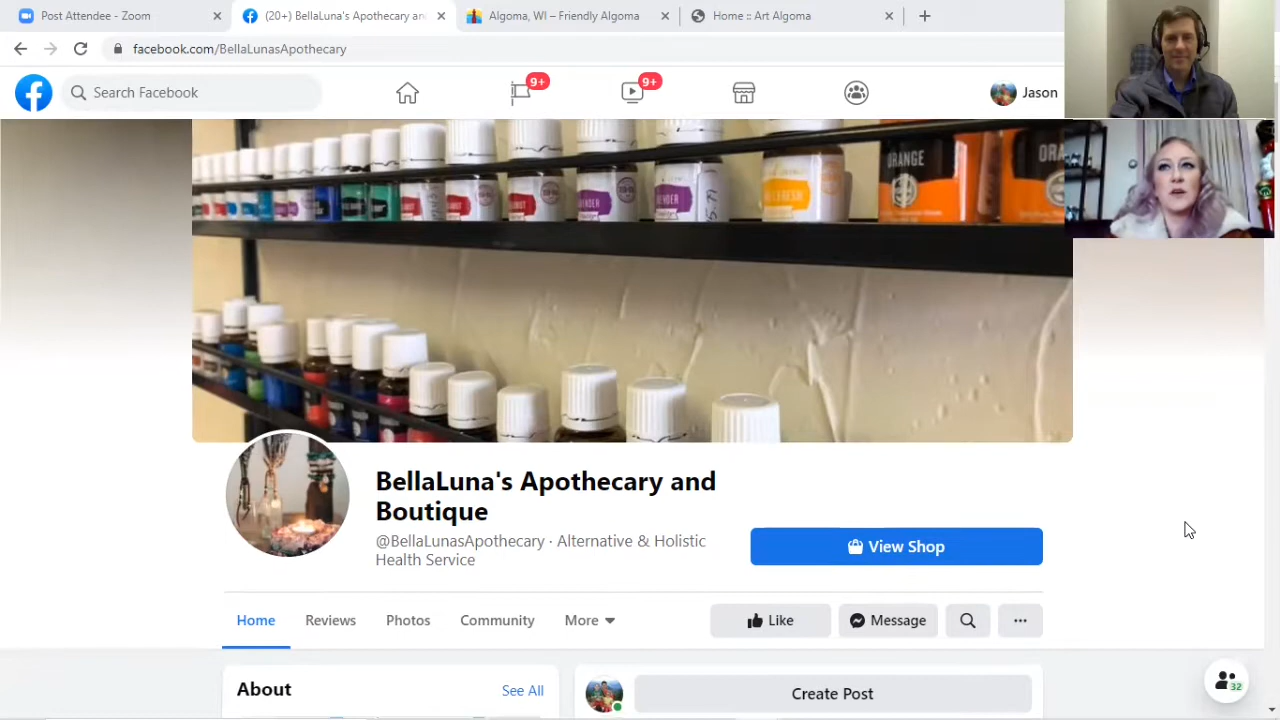 Post Attendee - Zoom
(20+) BellaLuna's Apothecary an
Algoma, WI – Friendly Algoma
Home :: Art Algoma
facebook.com/BellaLunasApothecary
Search Facebook
9+
9+
Jason
ORANGE
BellaLuna's Apothecary and
Boutique
@BellaLunasApothecary · Alternative & Holistic
Health Service
View Shop
Home
Reviews
Photos
Community
More
Like
Message
About
See All
Create Post
32